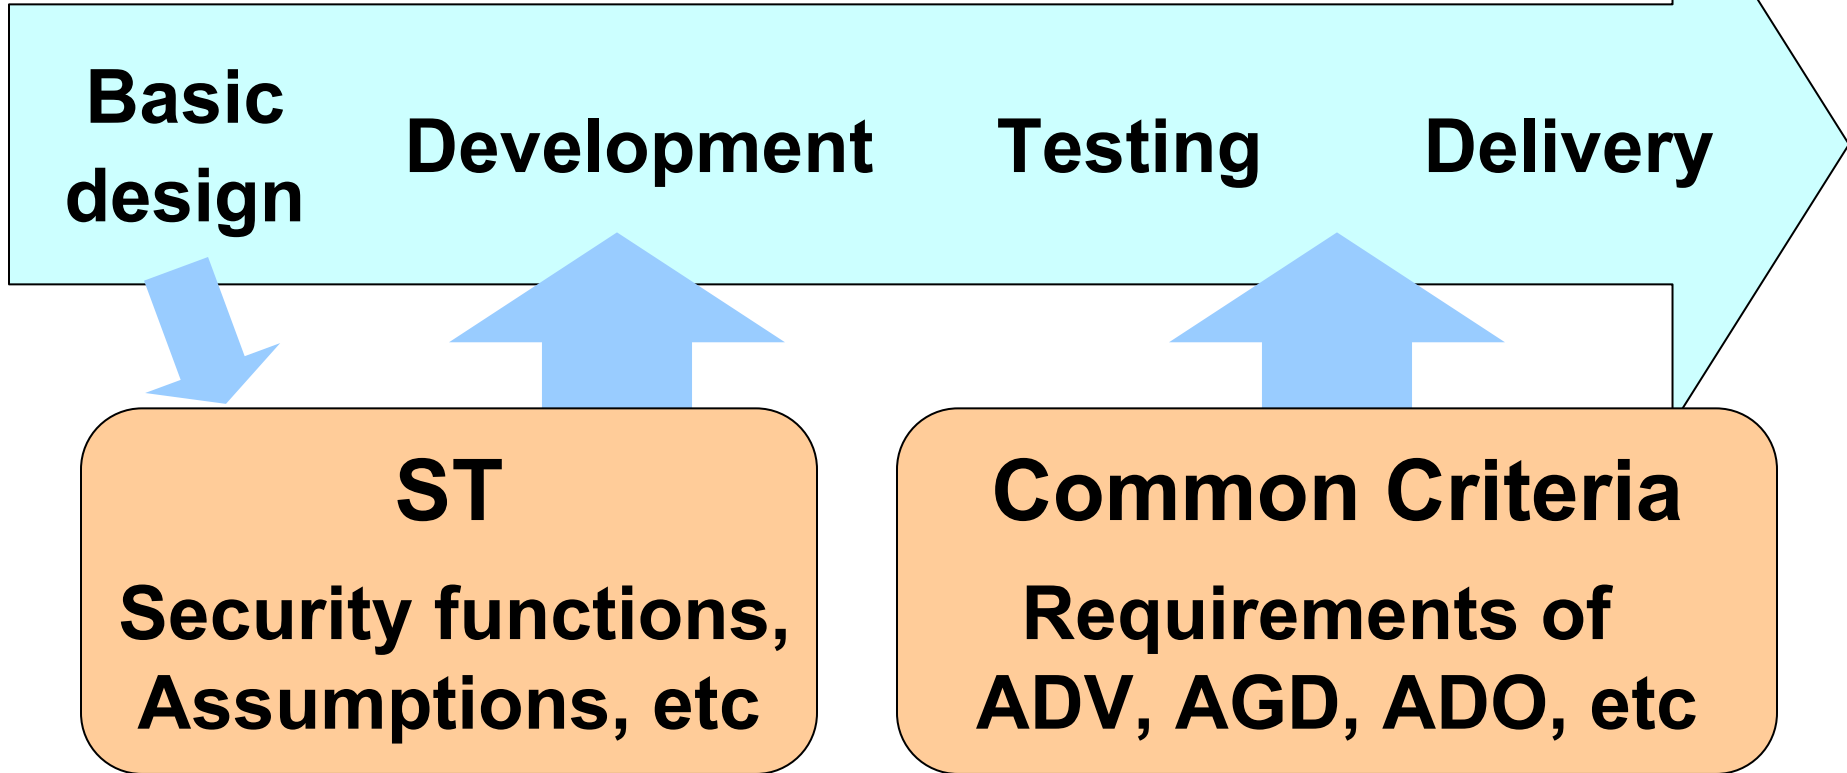 Basic
design
Development
Testing
Delivery
ST
Security functions,
Assumptions, etc
Common Criteria
Requirements of
ADV, AGD, ADO, etc